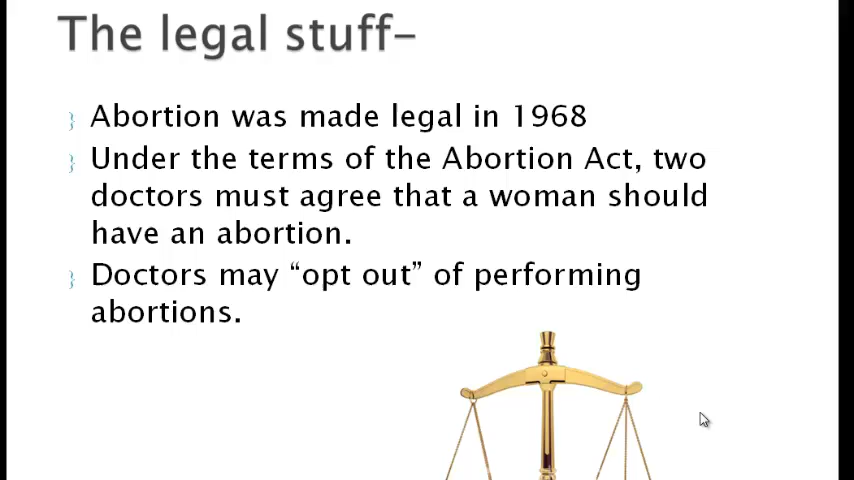 The legal stuff-
Abortion was made legal in 1968
Under the terms of the Abortion Act, two
doctors must agree that a woman should
have an abortion.
Doctors may “opt out” of performing
abortions.